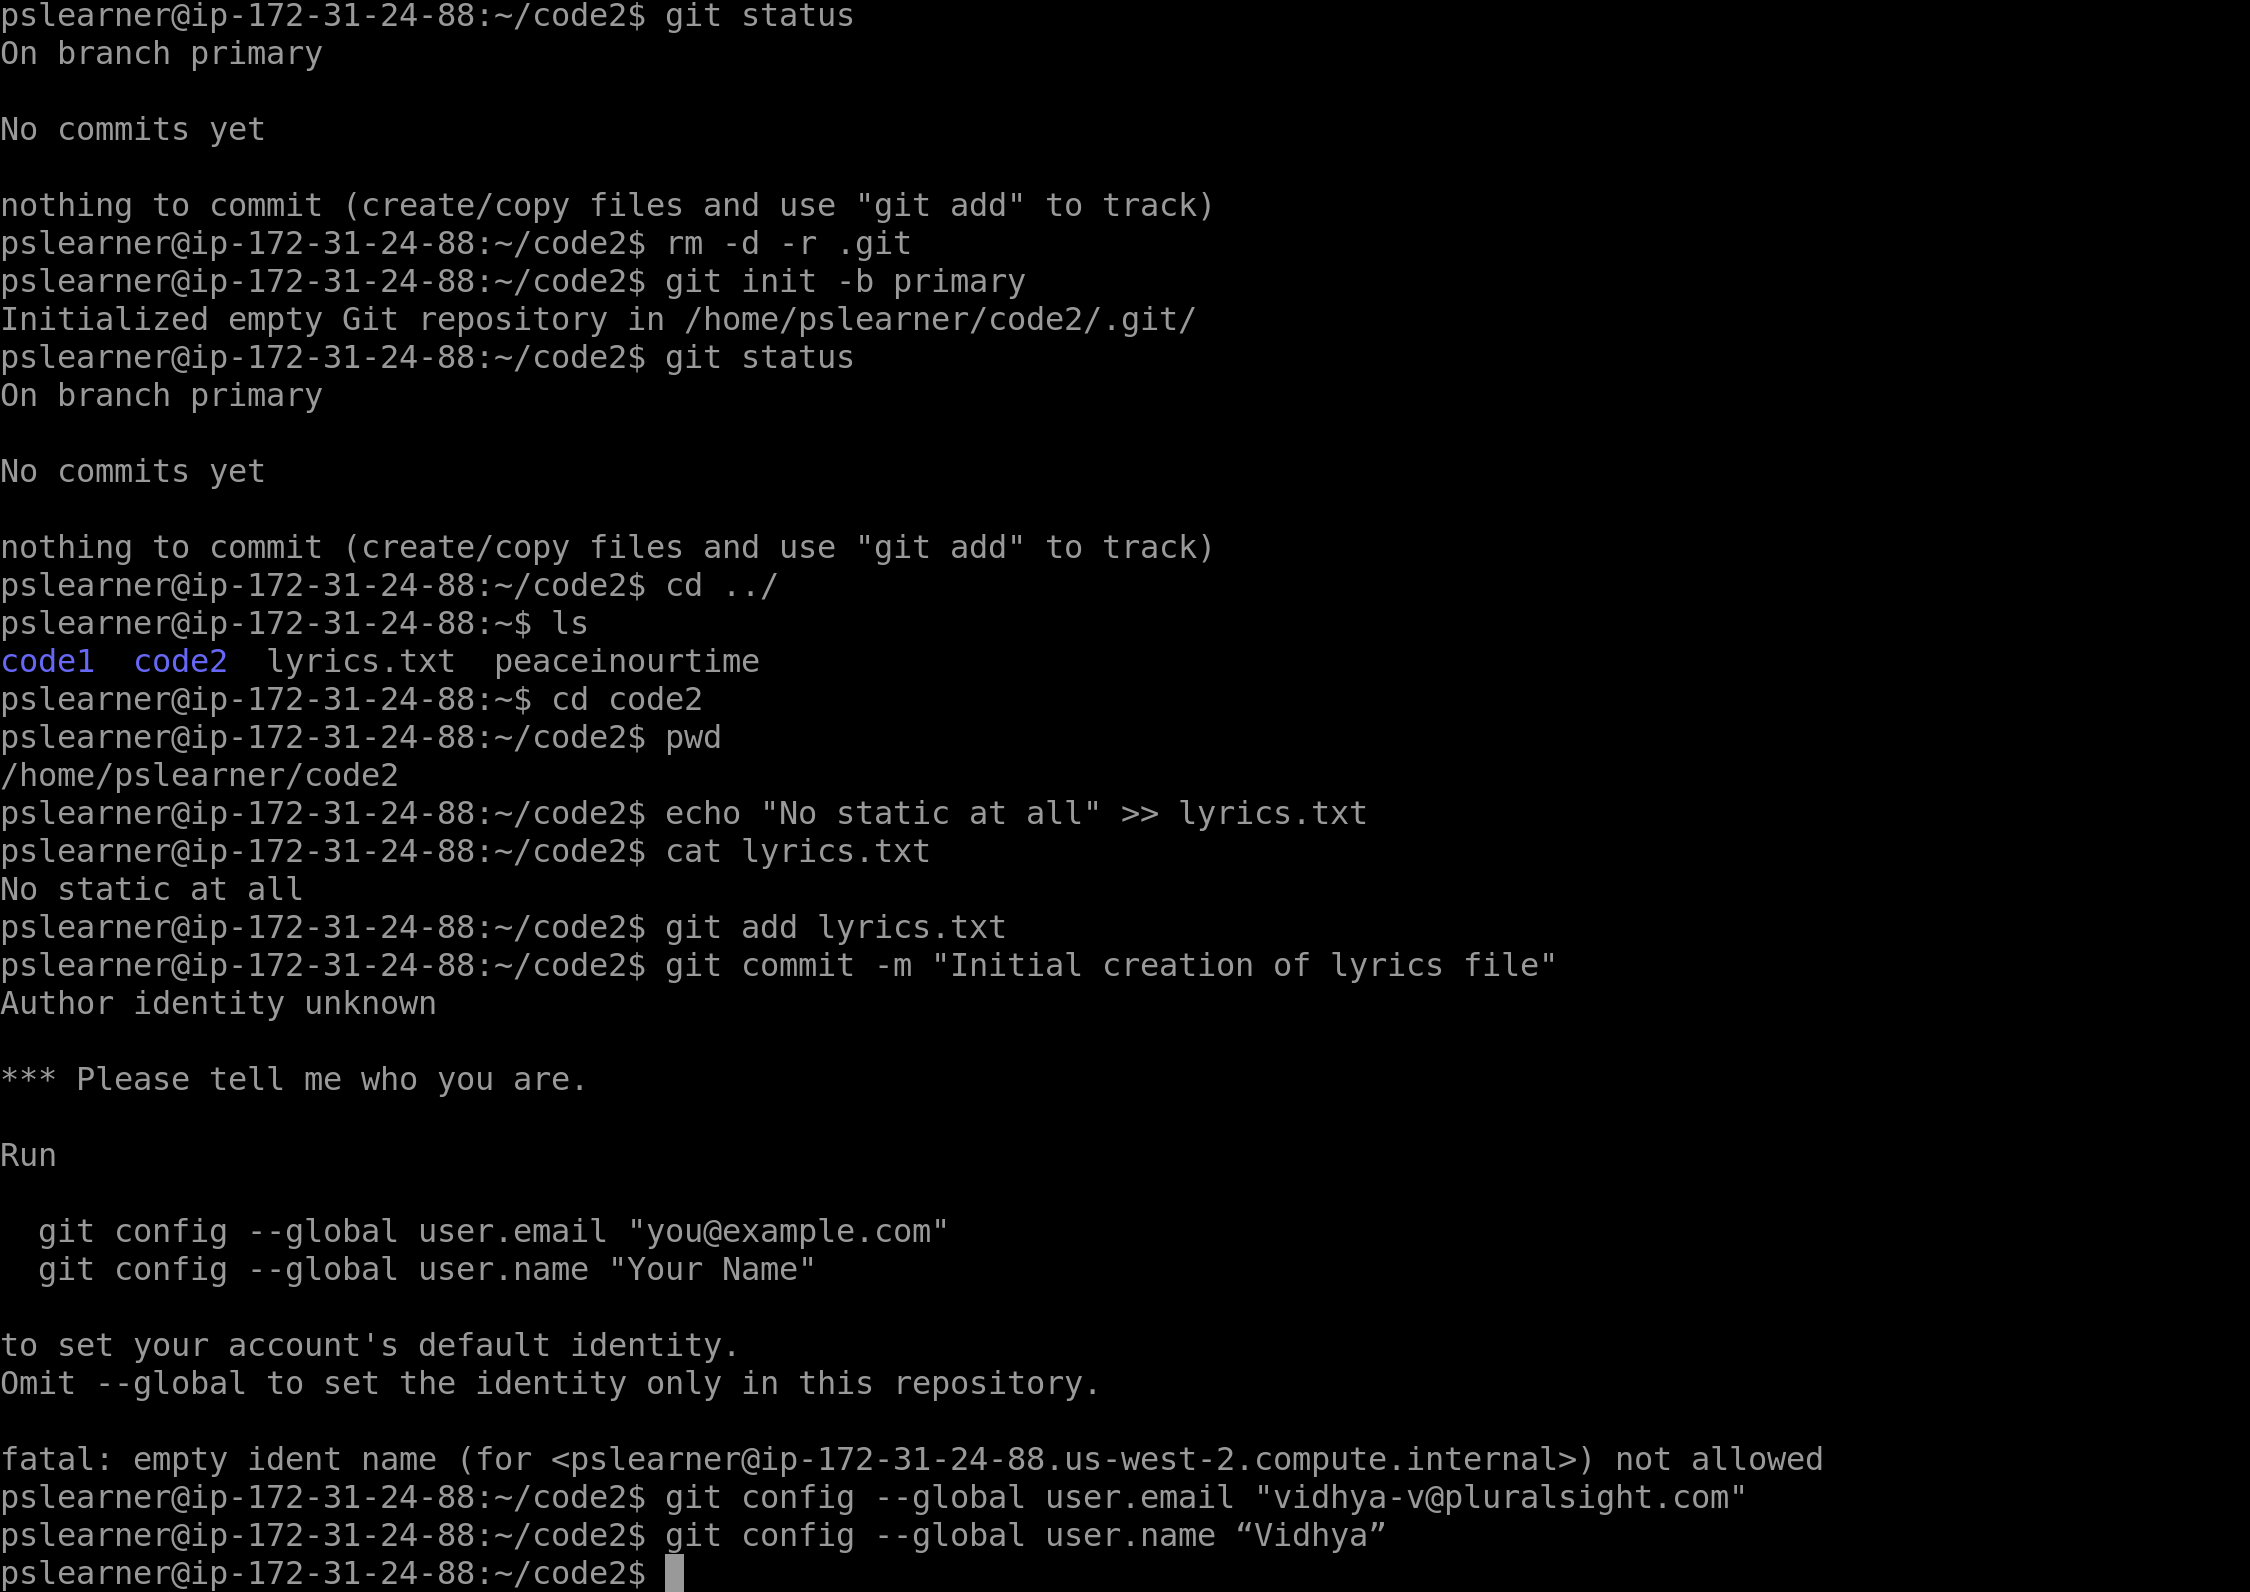 pslearner@ip-172-31-24-88:~/code2$ git status
On branch primary
No commits yet
nothing to commit (create/copy files and use "git add" to track)
pslearner@ip-172-31-24-88:~/code2$ rm -d -r .git
pslearner@ip-172-31-24-88:~/code2$ git init -b primary
Initialized empty Git repository in /home/pslearner/code2/.git/
pslearner@ip-172-31-24-88:~/code2$ git status
On branch primary
No commits yet
nothing to commit (create/copy files and use "git add" to track)
pslearner@ip-172-31-24-88:~/code2$ cd ../
pslearner@ip-172-31-24-88:~$ ls
code1  code2  lyrics.txt  peaceinourtime
pslearner@ip-172-31-24-88:~$ cd code2
pslearner@ip-172-31-24-88:~/code2$ pwd
/home/pslearner/code2
pslearner@ip-172-31-24-88:~/code2$ echo "No static at all" >> lyrics.txt
pslearner@ip-172-31-24-88:~/code2$ cat lyrics.txt
No static at all
pslearner@ip-172-31-24-88:~/code2$ git add lyrics.txt
pslearner@ip-172-31-24-88:~/code2$ git commit -m "Initial creation of lyrics file"
Author identity unknown
*** Please tell me who you are.
Run
  git config --global user.email "you@example.com"
  git config --global user.name "Your Name"
to set your account's default identity.
Omit --global to set the identity only in this repository.
fatal: empty ident name (for <pslearner@ip-172-31-24-88.us-west-2.compute.internal>) not allowed
pslearner@ip-172-31-24-88:~/code2$ git config --global user.email "vidhya-v@pluralsight.com"
pslearner@ip-172-31-24-88:~/code2$ git config --global user.name “Vidhya”
pslearner@ip-172-31-24-88:~/code2$